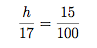 h/17 = 15/100